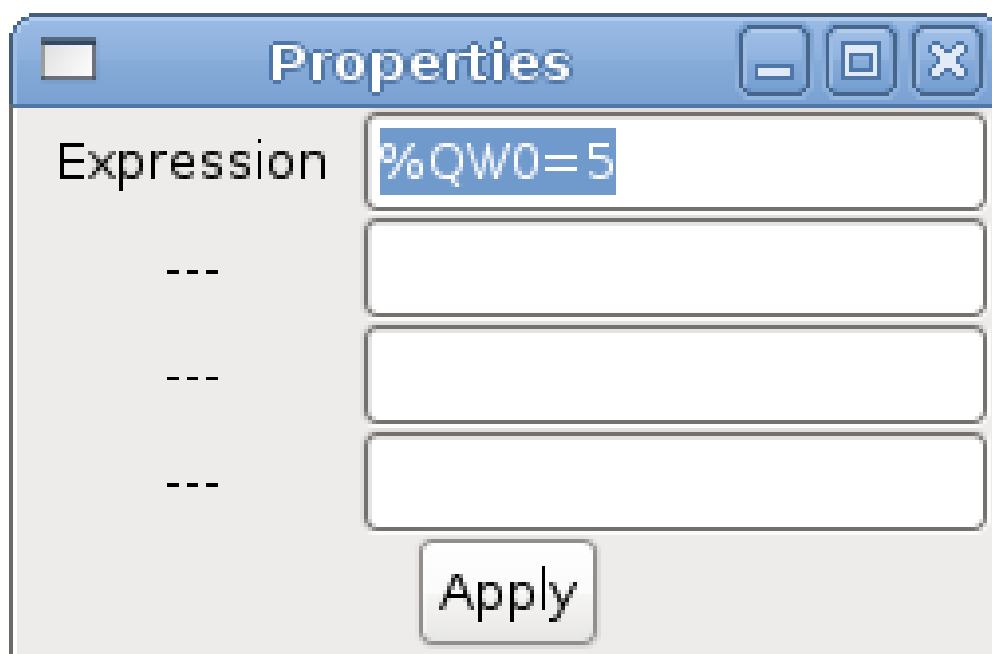 Properties
Expression %QW0=5
---
---
---
Apply